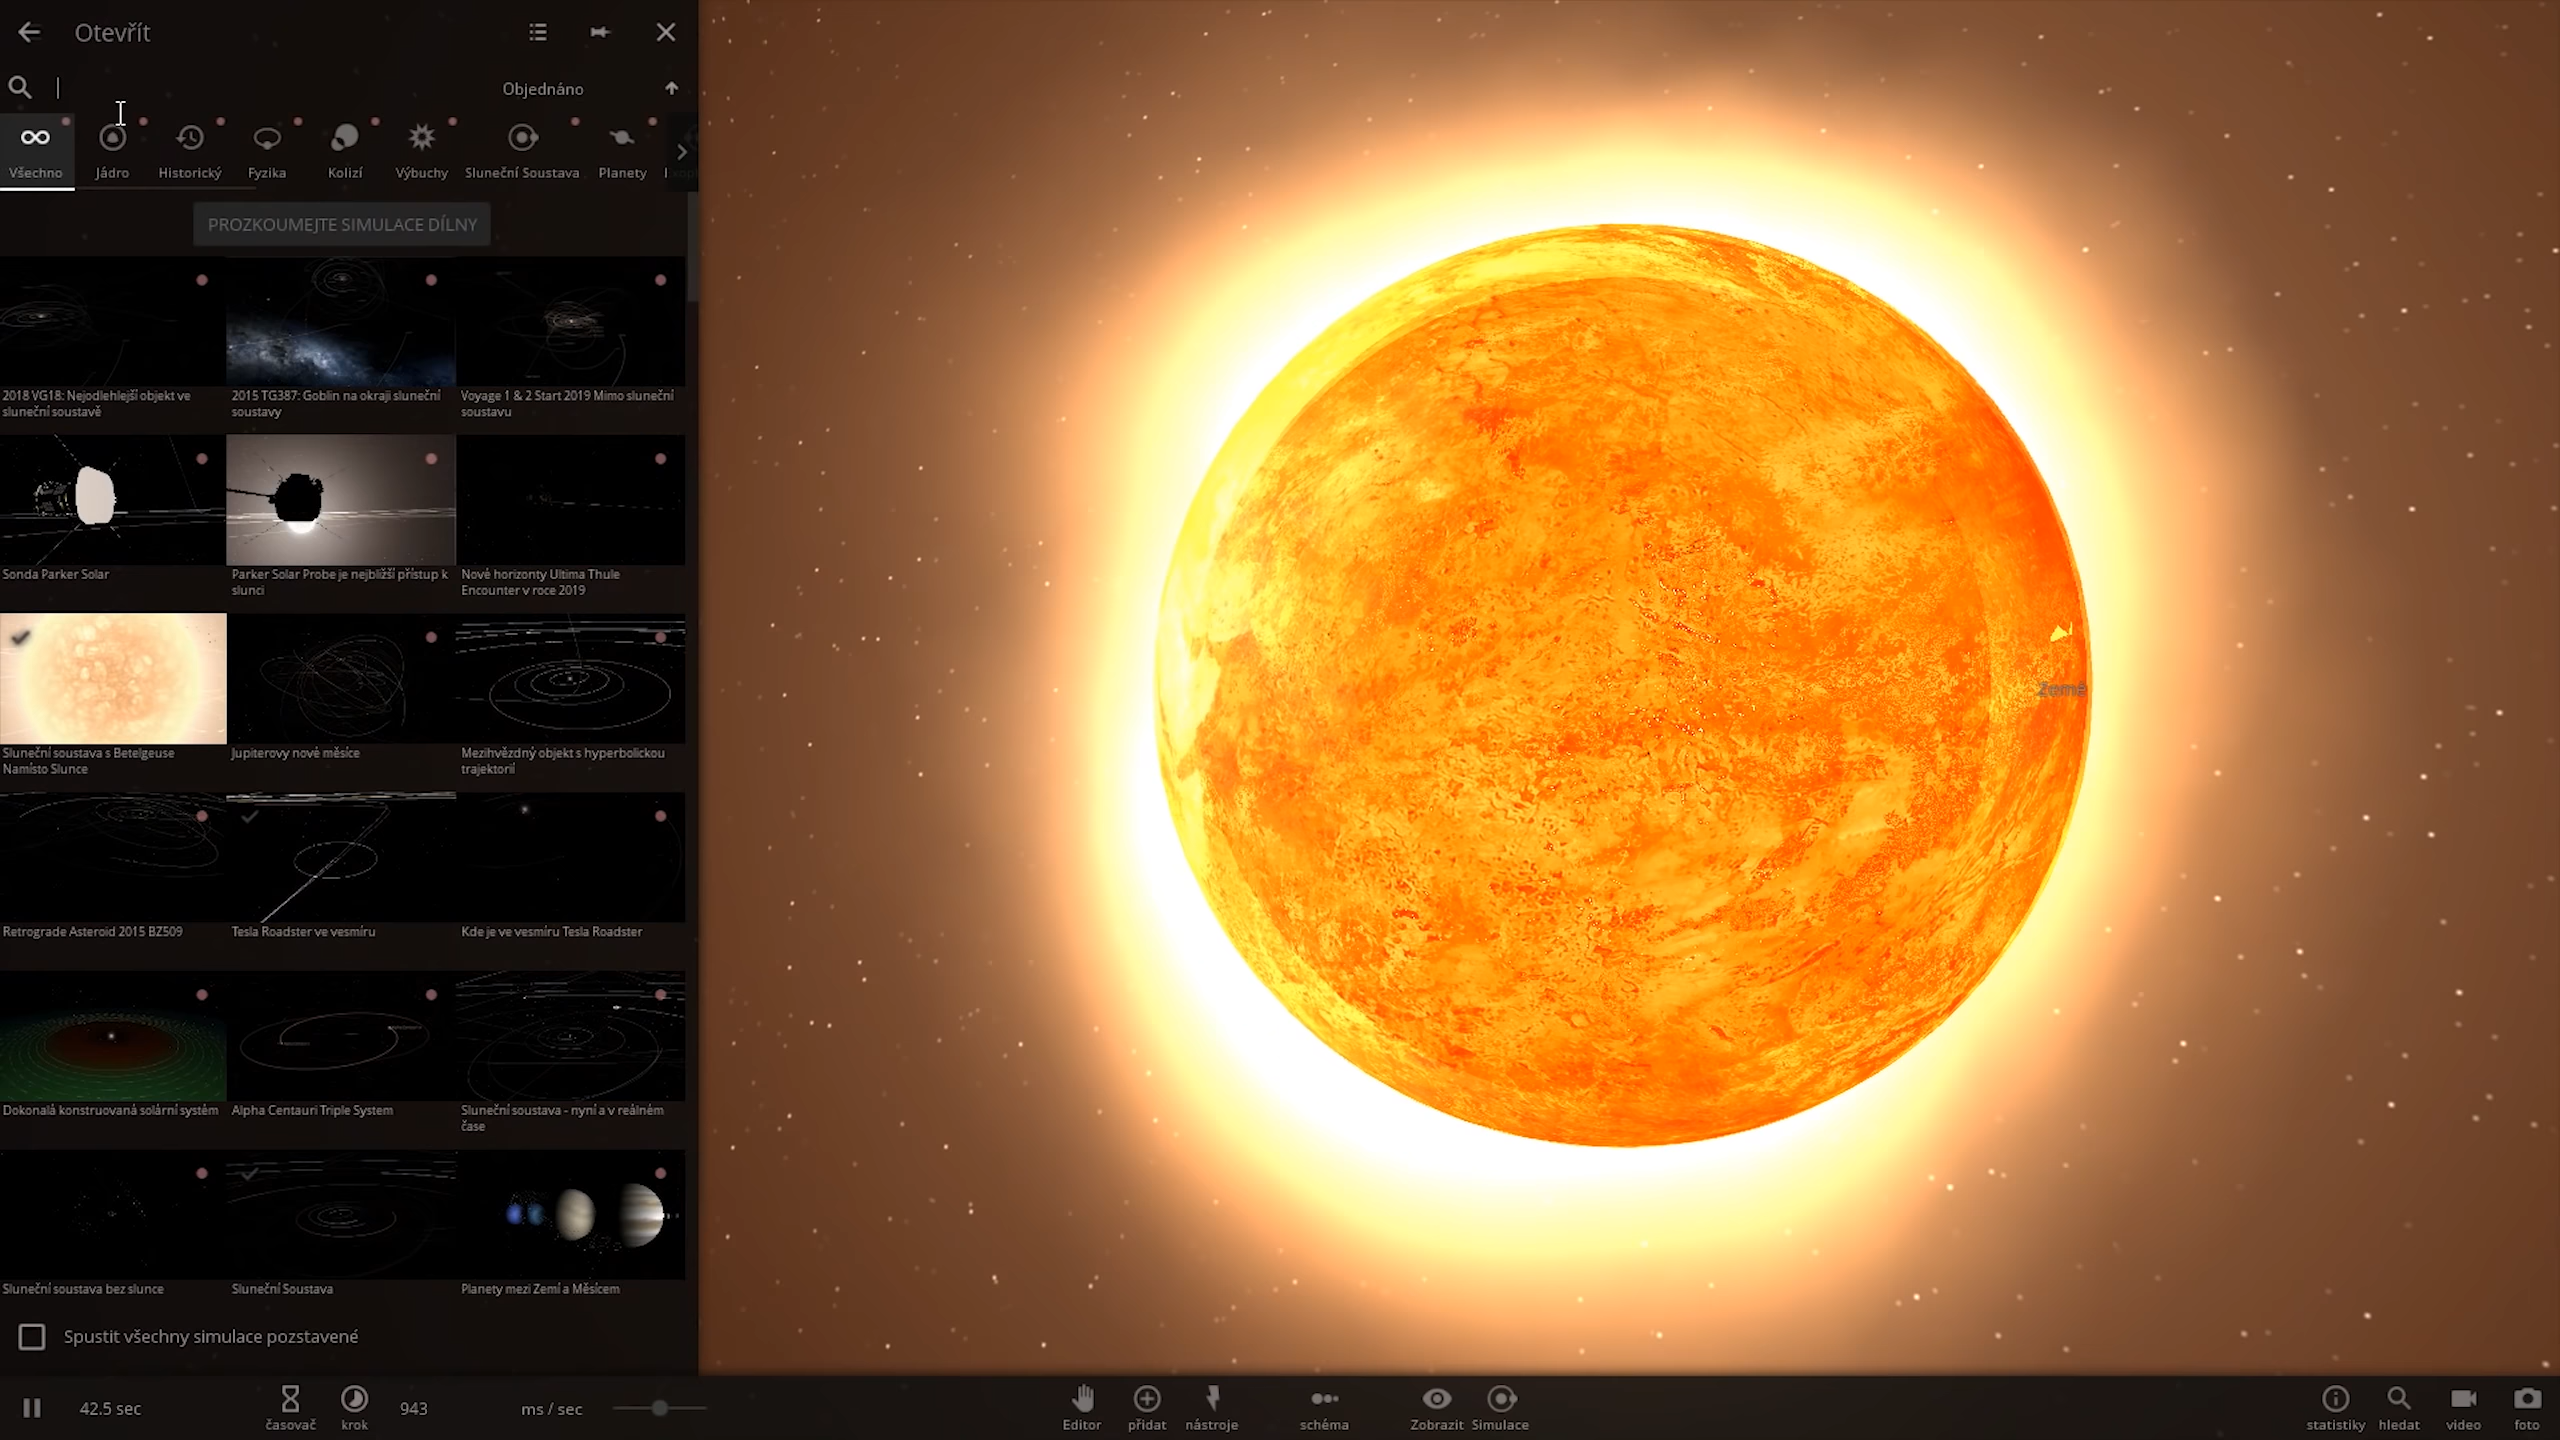 Otevřít
Objednáno
Všechno
Jádro
Historický
Fyzika
Kolizí
Výbuchy
Sluneční Soustava
Planety
PROZKOUMEJTE SIMULACE DÍLNY
2018 VG18: Nejodlehlejší objekt ve
sluneční soustavě
2015 TG387: Goblin na okraji sluneční
soustavy
Voyage 1 & 2 Start 2019 Mimo sluneční
soustavu
Sonda Parker Solar
Parker Solar Probe je nejbližší přístup k
slunci
Nové horizonty Ultima Thule
Encounter v roce 2019
Sluneční soustava s Betelgeuse
Namísto Slunce
Jupiterovy nové měsíce
Mezihvězdný objekt s hyperbolickou
trajektorií
Retrograde Asteroid 2015 BZ509
Tesla Roadster ve vesmíru
Kde je ve vesmíru Tesla Roadster
Dokonalá konstruovaná solární systém
Alpha Centauri Triple System
Sluneční soustava - nyní a v reálném
čase
Sluneční soustava bez slunce
Sluneční Soustava
Planety mezi Zemí a Měsícem
Spustit všechny simulace pozstavené
Země
42.5 sec
časovač
krok
943
ms / sec
Editor
přidat
nástroje
schéma
Zobrazit
Simulace
statistiky
hledat
video
foto